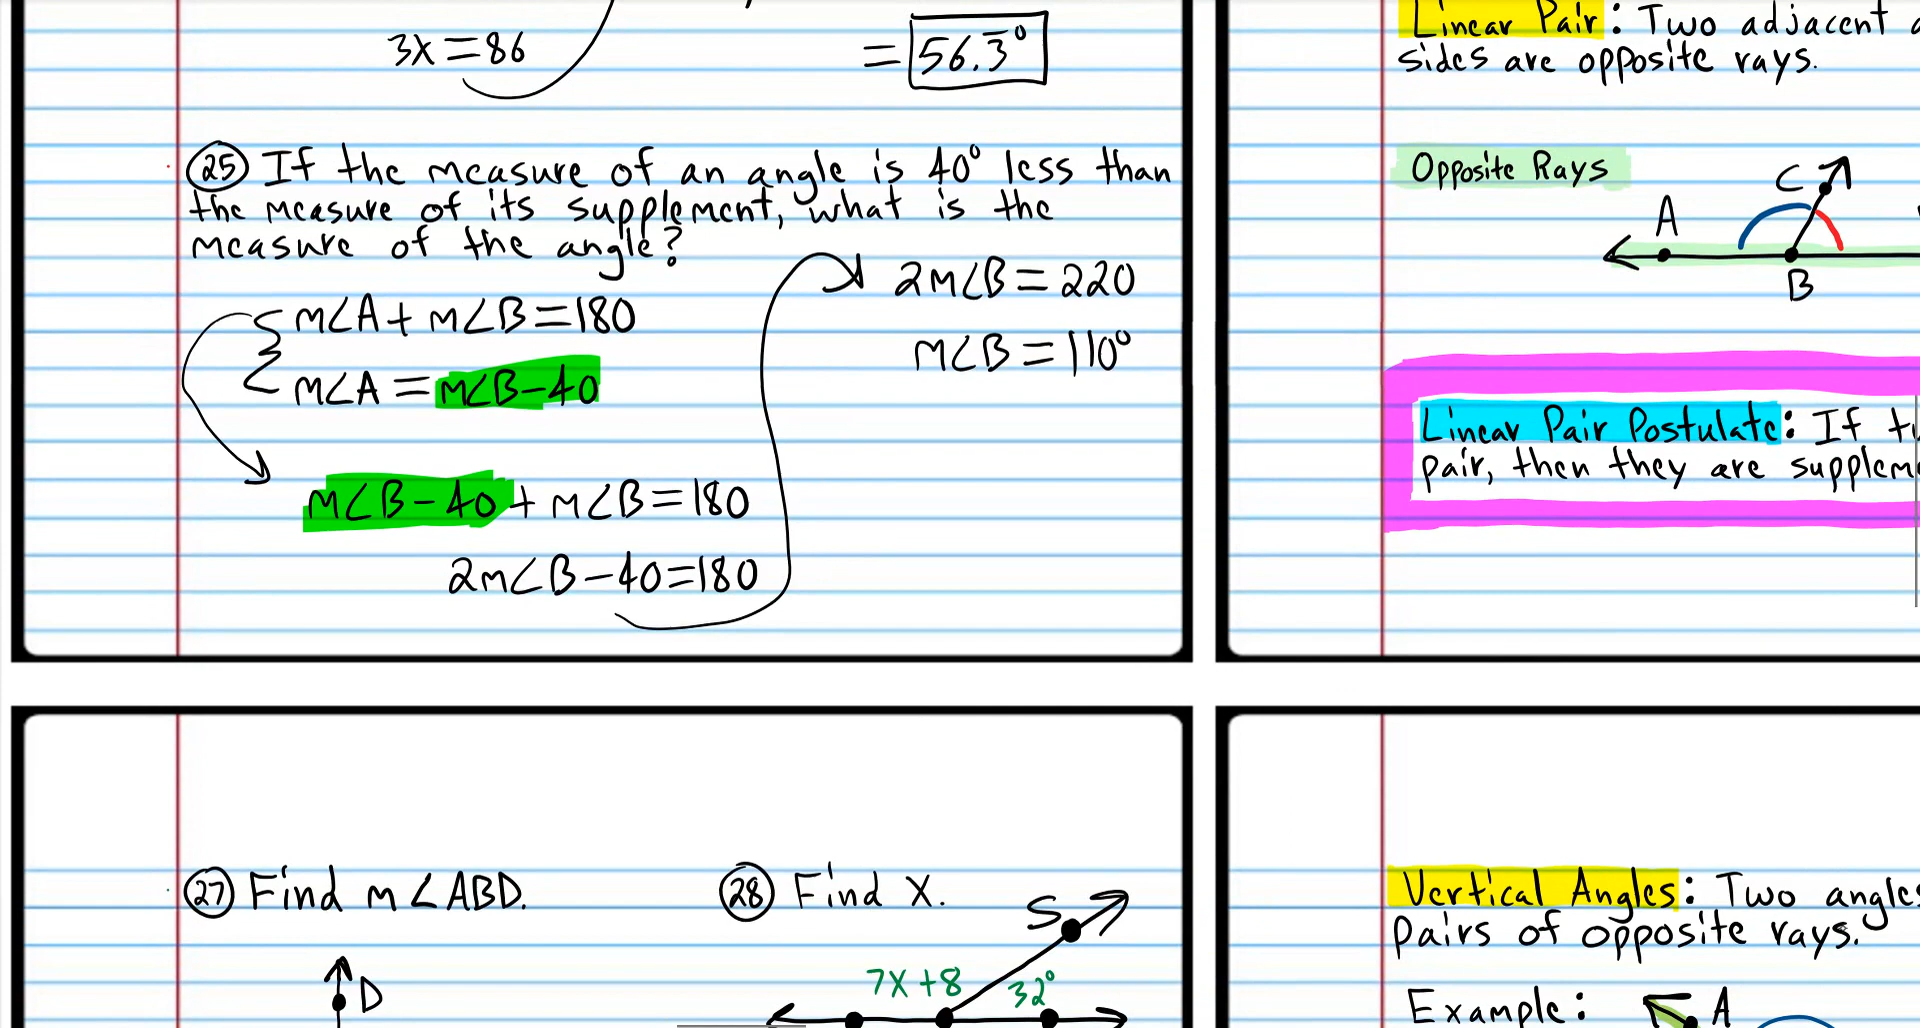 3x = 86
= 56.3°
25 If the measure of an angle is 40° less than
the measure of its supplement, what is the
measure of the angle?
m∠A + m∠B = 180
m∠A = m∠B - 40
m∠B - 40 + m∠B = 180
2m∠B - 40 = 180
2m∠B = 220
m∠B = 110°
Linear Pair: Two adjacent
sides are opposite rays.
Opposite Rays
C
A
B
Linear Pair Postulate: If
pair, then they are supplem
27 Find m∠ABD.
D
28 Find X.
S
7x + 8
32°
Vertical Angles: Two angles
pairs of opposite rays.
Example:
A